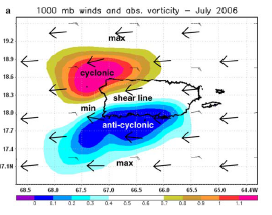 a 1000 mb winds and abs. vorticity – July 2006
max
19.2
18.9
cyclonic
18.6
18.3
shear line
min
18.0
anti-cyclonic
17.7
17.4
max
17.1N
68.5 68.0 67.5 67.0 66.5 66.0 65.5 65.0 64.4W
0 0.1 0.2 0.3 0.4 0.5 0.6 0.7 0.8 0.9 1 1.1